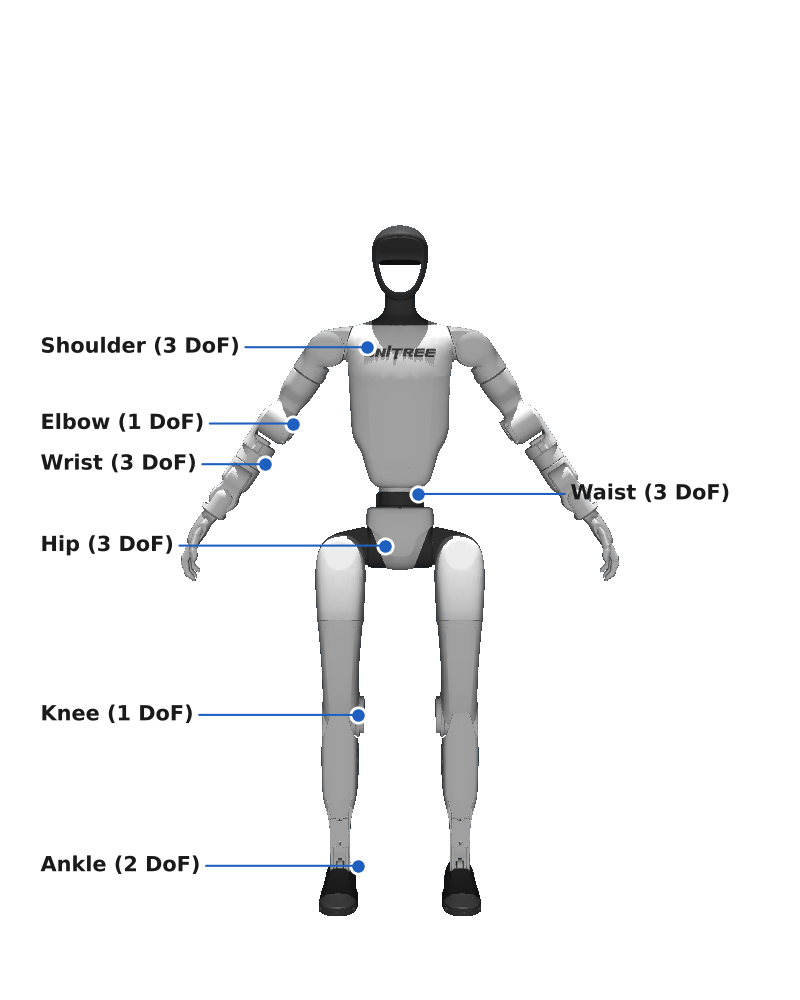 Shoulder (3 DoF)
NITREE
Elbow (1 DoF)
Wrist (3 DoF)
Waist (3 DoF)
Hip (3 DoF)
Knee (1 DoF)
Ankle (2 DoF)